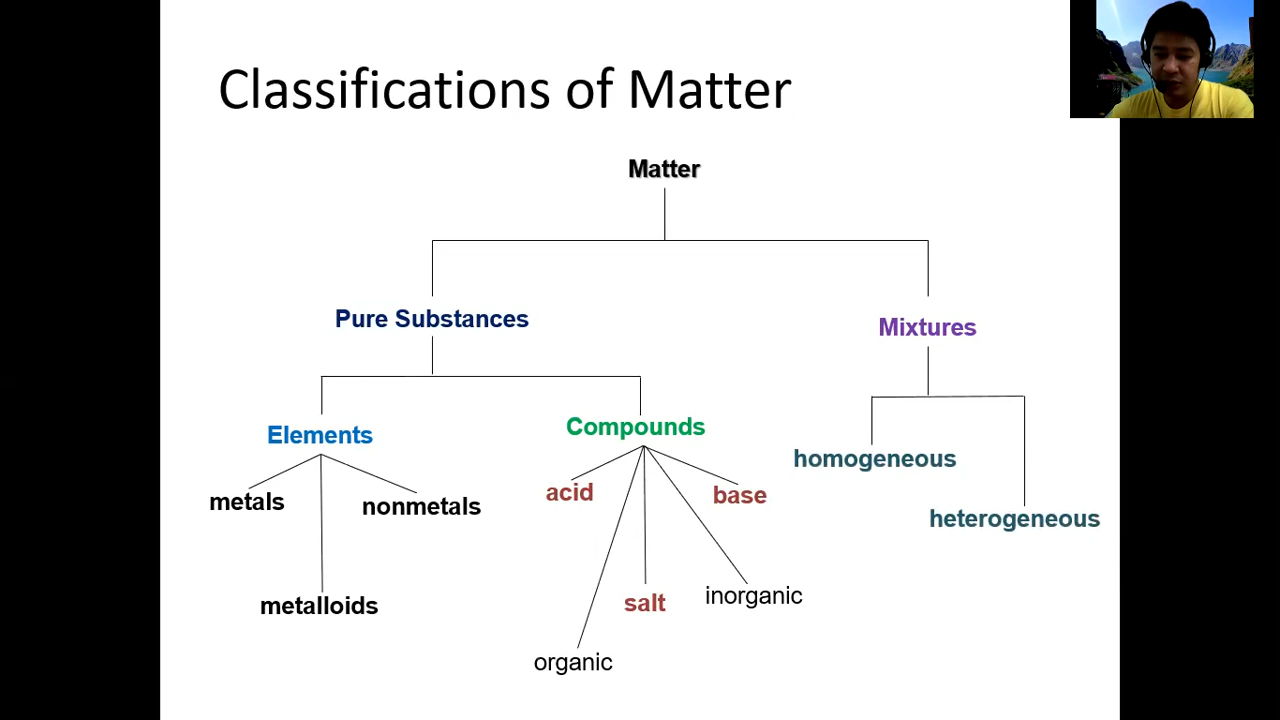 Classifications of Matter
Matter
Pure Substances
Mixtures
Elements
Compounds
homogeneous
heterogeneous
metals
nonmetals
metalloids
acid
base
salt
inorganic
organic